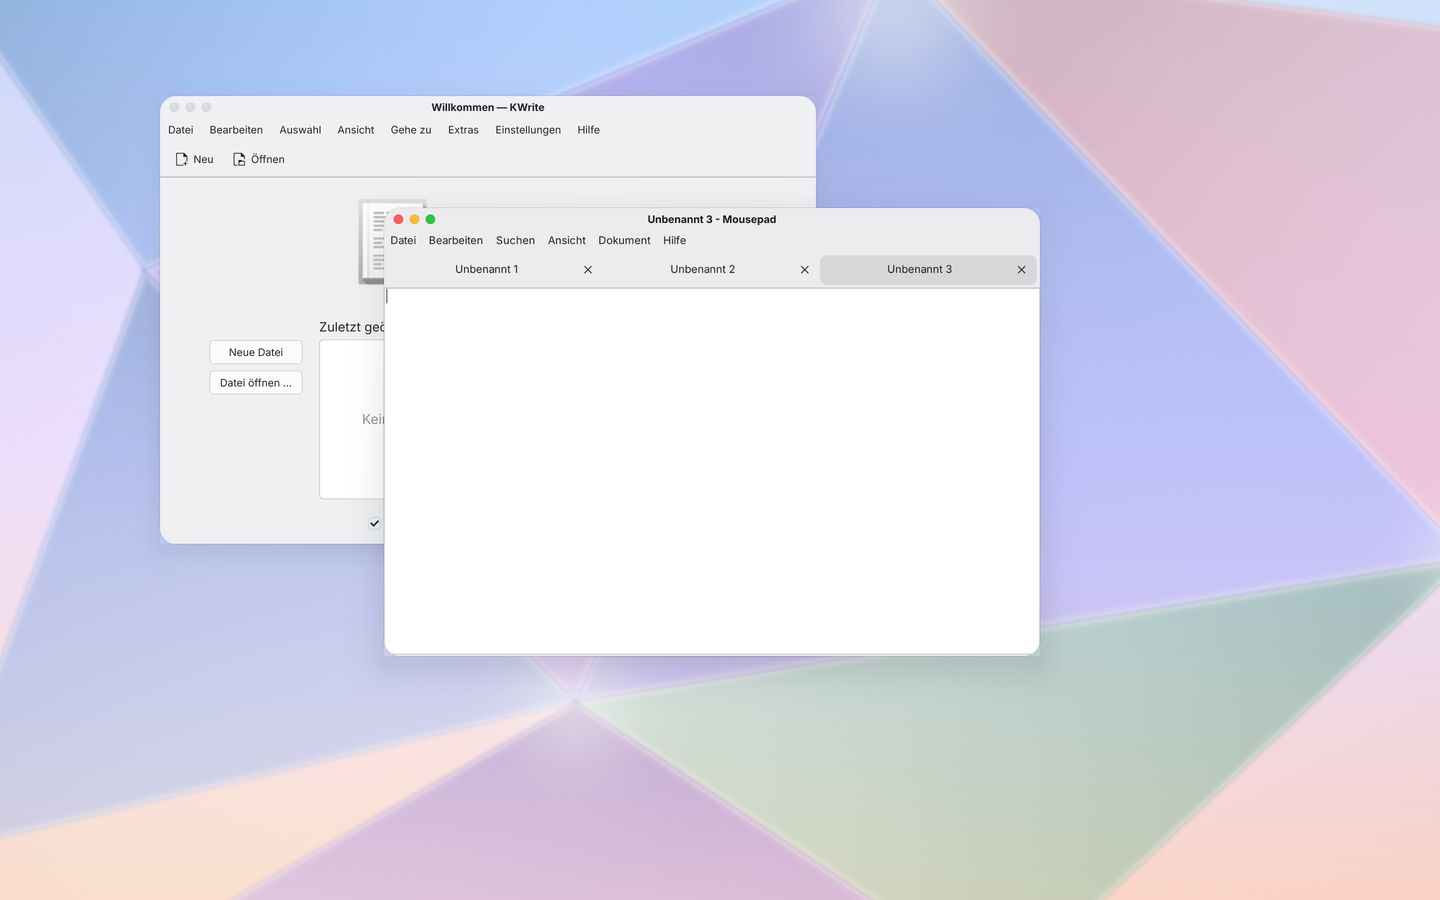 Willkommen — KWrite
Datei Bearbeiten Auswahl Ansicht Gehe zu Extras Einstellungen Hilfe
Neu Öffnen
Zuletzt
Neue Datei
Datei öffnen ...
Unbenannt 3 - Mousepad
Datei Bearbeiten Suchen Ansicht Dokument Hilfe
Unbenannt 1 Unbenannt 2 Unbenannt 3